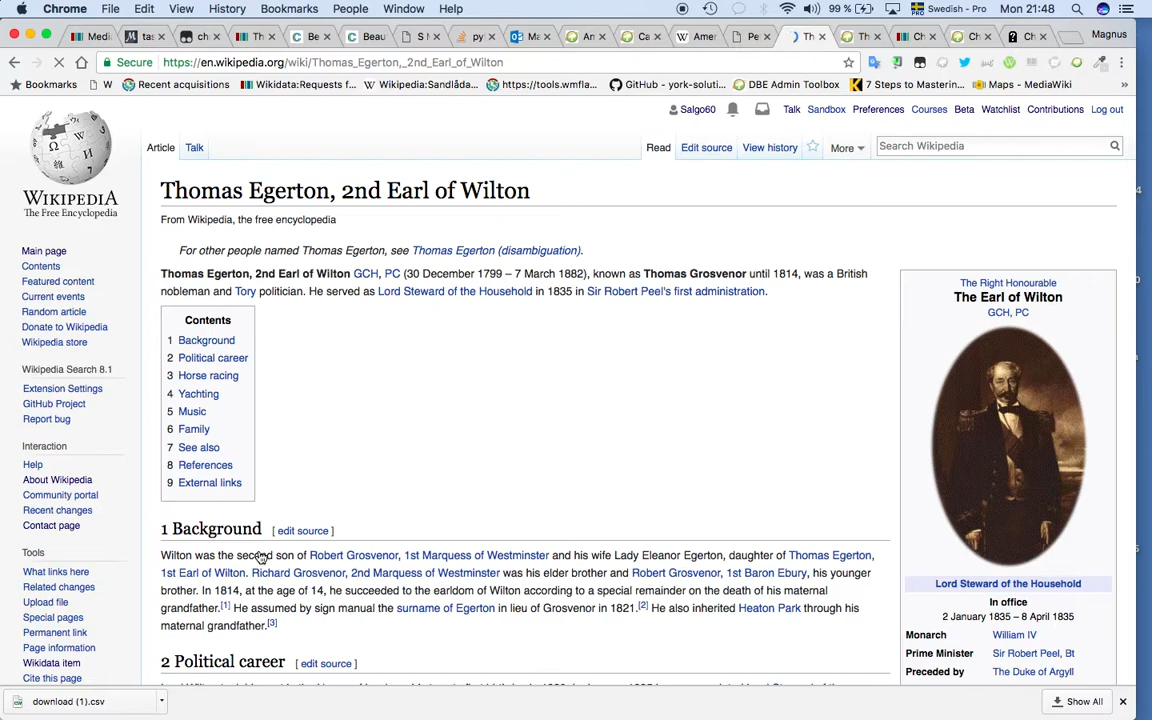 Chrome File Edit View History Bookmarks People Window Help 99 % Swedish - Pro Mon 21:48
Medi tas ch Th Be Beau S h py Ma An Ca Amer Pe Th Th Ch Ch Ch Magnus
Secure https://en.wikipedia.org/wiki/Thomas_Egerton,_2nd_Earl_of_Wilton
Bookmarks W Recent acquisitions Wikidata:Requests f... Wikipedia:Sandlåda... https://tools.wmfla... GitHub - york-soluti... DBE Admin Toolbox 7 Steps to Masterin... Maps - MediaWiki »
Salgo60 Talk Sandbox Preferences Courses Beta Watchlist Contributions Log out
Article Talk Read Edit source View history More Search Wikipedia
WIKIPEDIA
The Free Encyclopedia
Main page
Contents
Featured content
Current events
Random article
Donate to Wikipedia
Wikipedia store
Wikipedia Search 8.1
Extension Settings
GitHub Project
Report bug
Interaction
Help
About Wikipedia
Community portal
Recent changes
Contact page
Tools
What links here
Related changes
Upload file
Special pages
Permanent link
Page information
Wikidata item
Cite this page
Thomas Egerton, 2nd Earl of Wilton
From Wikipedia, the free encyclopedia
For other people named Thomas Egerton, see Thomas Egerton (disambiguation).
Thomas Egerton, 2nd Earl of Wilton GCH, PC (30 December 1799 – 7 March 1882), known as Thomas Grosvenor until 1814, was a British
nobleman and Tory politician. He served as Lord Steward of the Household in 1835 in Sir Robert Peel's first administration.
Contents
1 Background
2 Political career
3 Horse racing
4 Yachting
5 Music
6 Family
7 See also
8 References
9 External links
1 Background [ edit source ]
Wilton was the second son of Robert Grosvenor, 1st Marquess of Westminster and his wife Lady Eleanor Egerton, daughter of Thomas Egerton,
1st Earl of Wilton. Richard Grosvenor, 2nd Marquess of Westminster was his elder brother and Robert Grosvenor, 1st Baron Ebury, his younger
brother. In 1814, at the age of 14, he succeeded to the earldom of Wilton according to a special remainder on the death of his maternal
grandfather.[1] He assumed by sign manual the surname of Egerton in lieu of Grosvenor in 1821.[2] He also inherited Heaton Park through his
maternal grandfather.[3]
2 Political career [ edit source ]
The Right Honourable
The Earl of Wilton
GCH, PC
Lord Steward of the Household
In office
2 January 1835 – 8 April 1835
Monarch William IV
Prime Minister Sir Robert Peel, Bt
Preceded by The Duke of Argyll
download (1).csv Show All